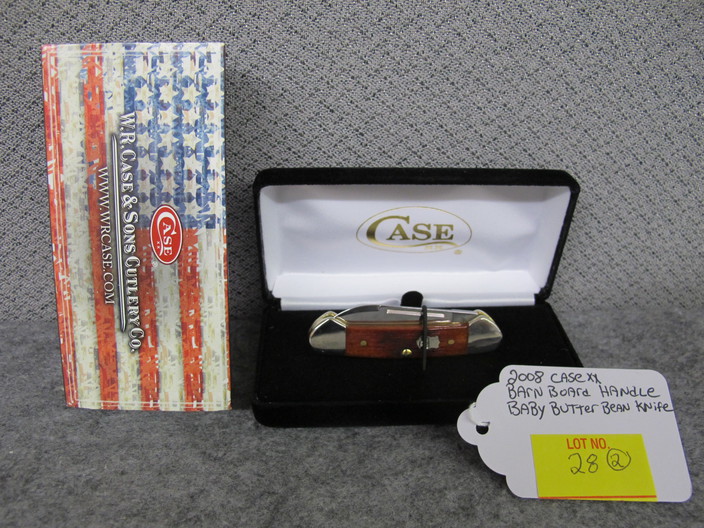 W.R. CASE & SONS CUTLERY CO.
WWW.WRCASE.COM
CASE
CASE
2008 CASE XX
BARN BOARD HANDLE
BABY BUTTER BEAN KNIFE
LOT NO.
28 2